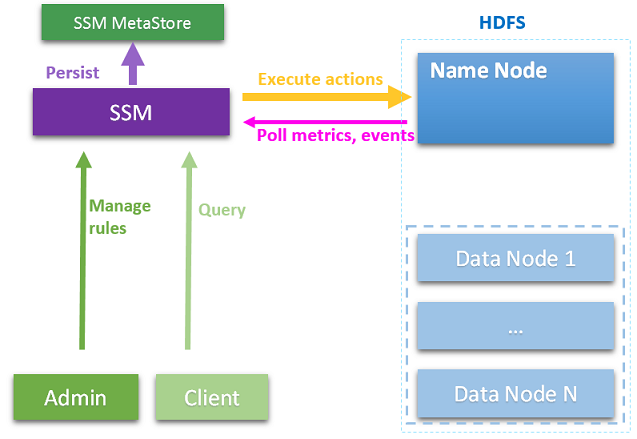 SSM MetaStore
HDFS
Persist
Execute actions
Name Node
SSM
Poll metrics, events
Manage
rules
Query
Data Node 1
...
Data Node N
Admin
Client